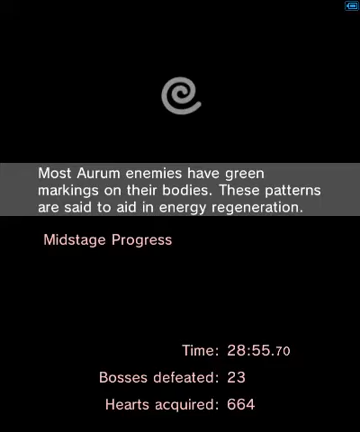 Most Aurum enemies have green
markings on their bodies. These patterns
are said to aid in energy regeneration.
Midstage Progress
Time: 28:55.70
Bosses defeated: 23
Hearts acquired: 664